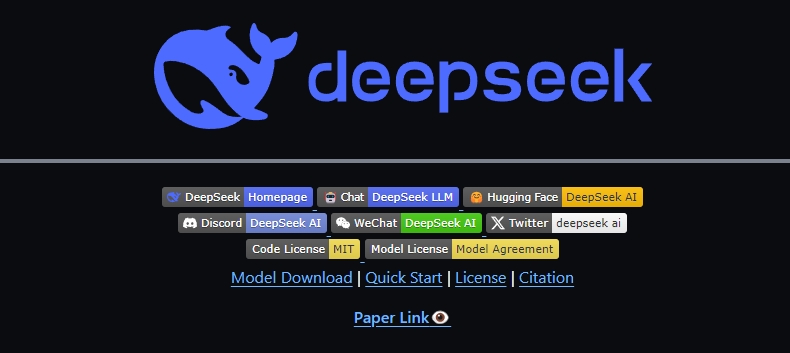 deepseek
DeepSeek Homepage Chat DeepSeek LLM Hugging Face DeepSeek AI
Discord DeepSeek AI WeChat DeepSeek AI Twitter deepseek ai
Code License MIT Model License Model Agreement
Model Download | Quick Start | License | Citation
Paper Link👁️